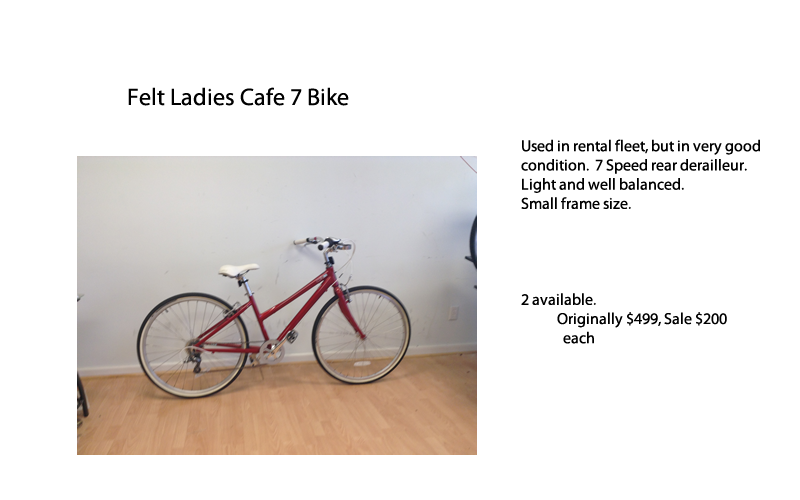 Felt Ladies Cafe 7 Bike
Used in rental fleet, but in very good
condition.  7 Speed rear derailleur.
Light and well balanced.
Small frame size.
2 available.
Originally $499, Sale $200
each